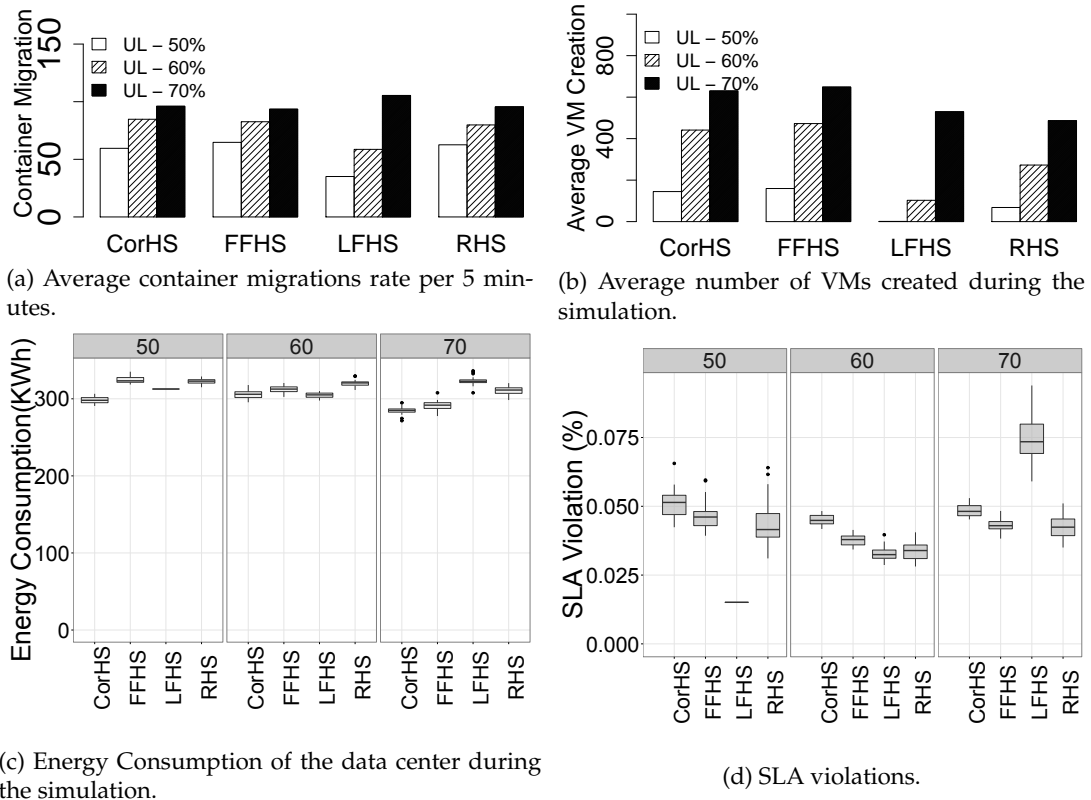 Container Migration
0
50
150
UL – 50%
UL – 60%
UL – 70%
CorHS
FFHS
LFHS
RHS
(a) Average container migrations rate per 5 min-
utes.
Average VM Creation
0
400
800
UL – 50%
UL – 60%
UL – 70%
CorHS
FFHS
LFHS
RHS
(b) Average number of VMs created during the
simulation.
Energy Consumption(KWh)
50
60
70
300
200
100
0
CorHS
FFHS
LFHS
RHS
CorHS
FFHS
LFHS
RHS
CorHS
FFHS
LFHS
RHS
(c) Energy Consumption of the data center during
the simulation.
SLA Violation (%)
50
60
70
0.075
0.050
0.025
0.000
CorHS
FFHS
LFHS
RHS
CorHS
FFHS
LFHS
RHS
CorHS
FFHS
LFHS
RHS
(d) SLA violations.